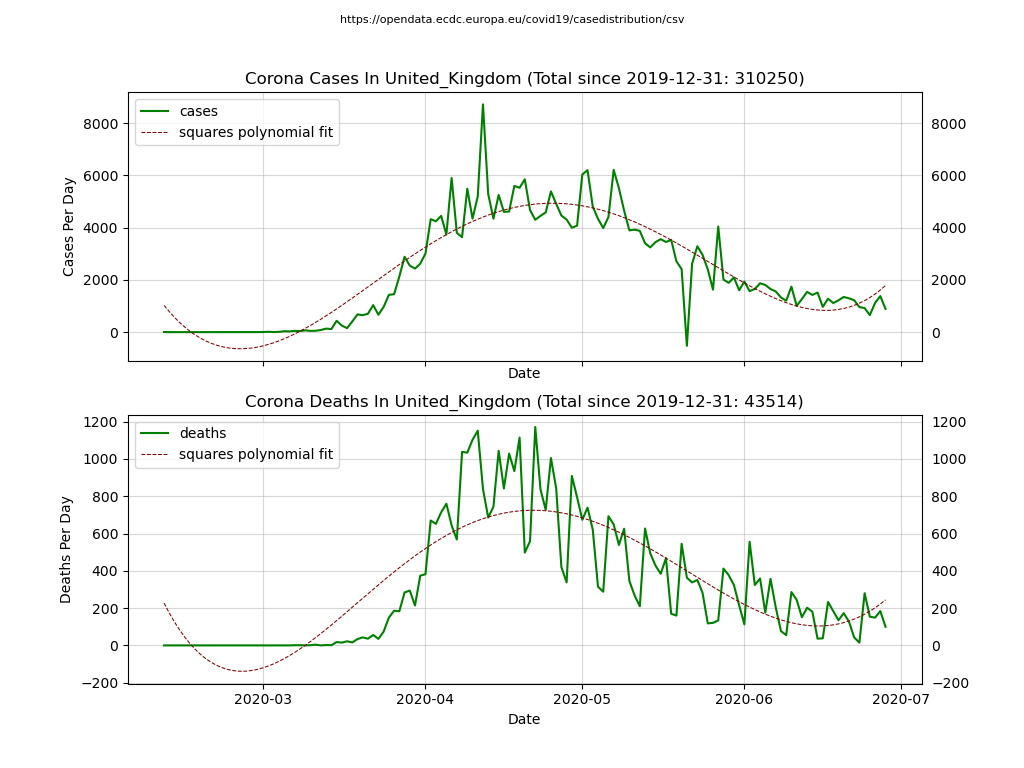 https://opendata.ecdc.europa.eu/covid19/casedistribution/csv
Corona Cases In United_Kingdom (Total since 2019-12-31: 310250)
cases
squares polynomial fit
8000
6000
4000
2000
0
8000
6000
4000
2000
0
Cases Per Day
Date
Corona Deaths In United_Kingdom (Total since 2019-12-31: 43514)
deaths
squares polynomial fit
1200
1000
800
600
400
200
0
−200
1200
1000
800
600
400
200
0
−200
Deaths Per Day
2020-03 2020-04 2020-05 2020-06 2020-07
Date